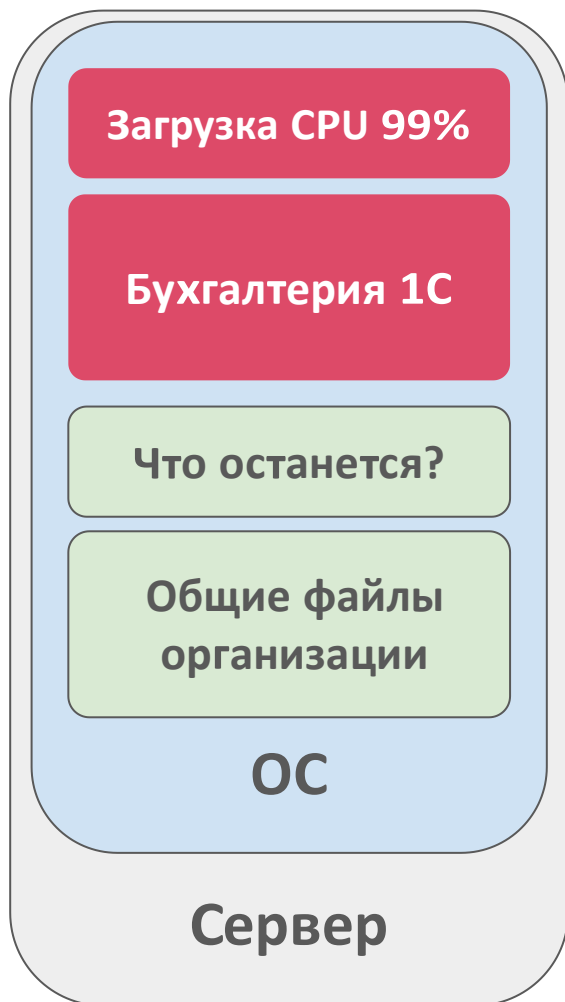 Загрузка CPU 99%
Бухгалтерия 1С
Что останется?
Общие файлы
организации
ОС
Сервер